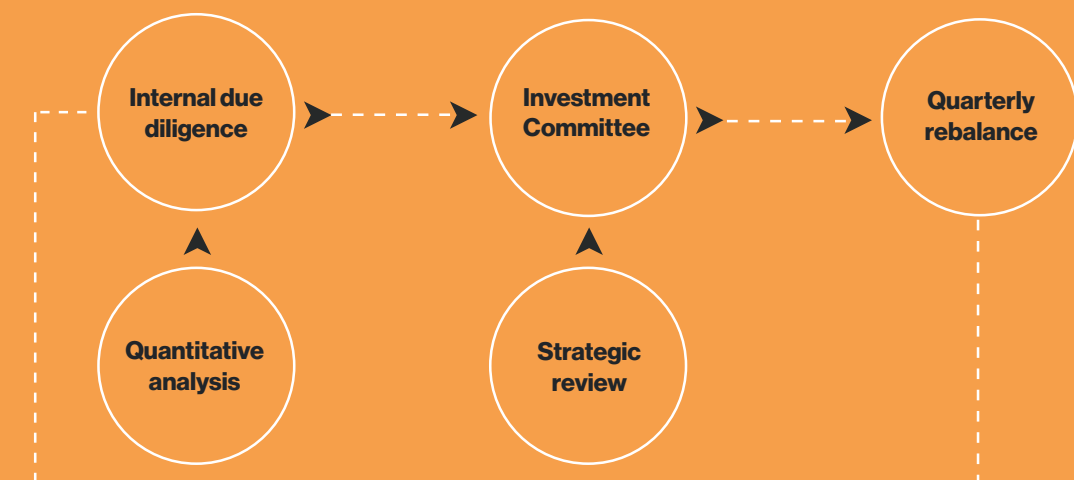 Internal due
diligence
Investment
Committee
Quarterly
rebalance
Quantitative
analysis
Strategic
review